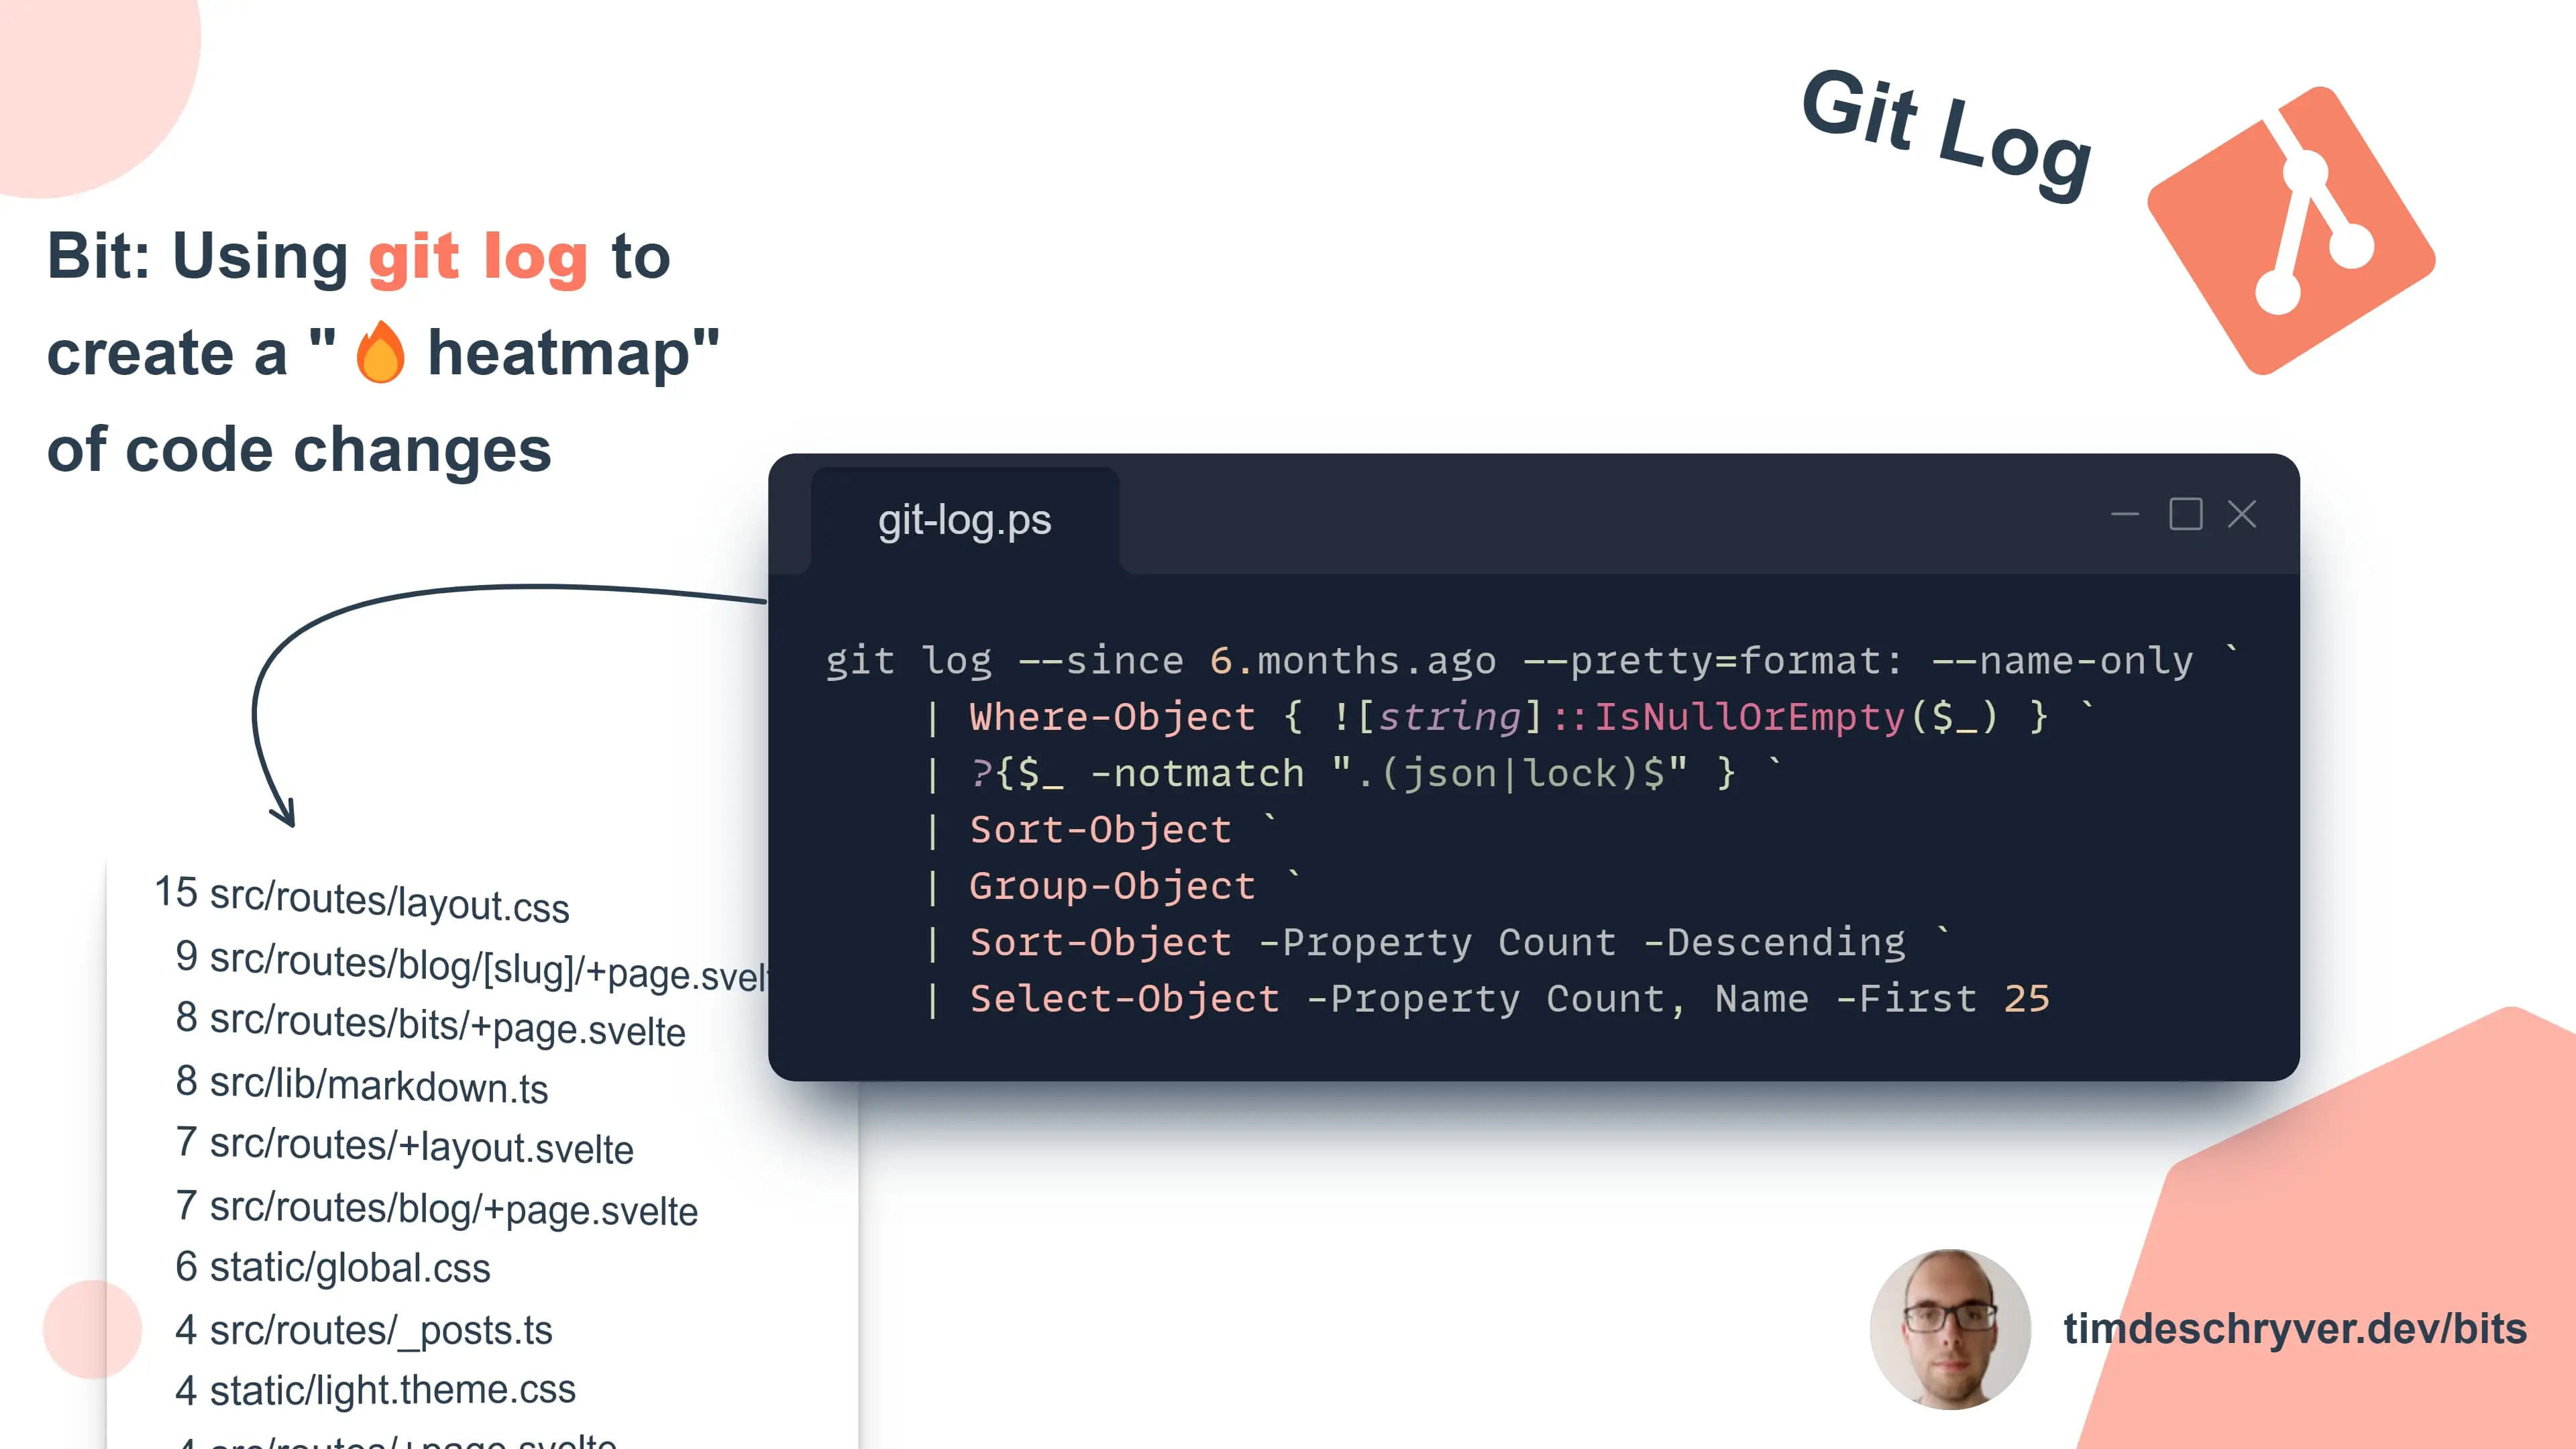 Git Log
Bit: Using git log to
create a "🔥 heatmap"
of code changes
git-log.ps
git log --since 6.months.ago --pretty=format: --name-only `
| Where-Object { ![string]::IsNullOrEmpty($_) } `
| ?{$_ -notmatch ".(json|lock)$" } `
| Sort-Object `
| Group-Object `
| Sort-Object -Property Count -Descending `
| Select-Object -Property Count, Name -First 25
15 src/routes/layout.css
9 src/routes/blog/[slug]/+page.svel
8 src/routes/bits/+page.svelte
8 src/lib/markdown.ts
7 src/routes/+layout.svelte
7 src/routes/blog/+page.svelte
6 static/global.css
4 src/routes/_posts.ts
4 static/light.theme.css
4 src/routes/+page.svelte
timdeschryver.dev/bits